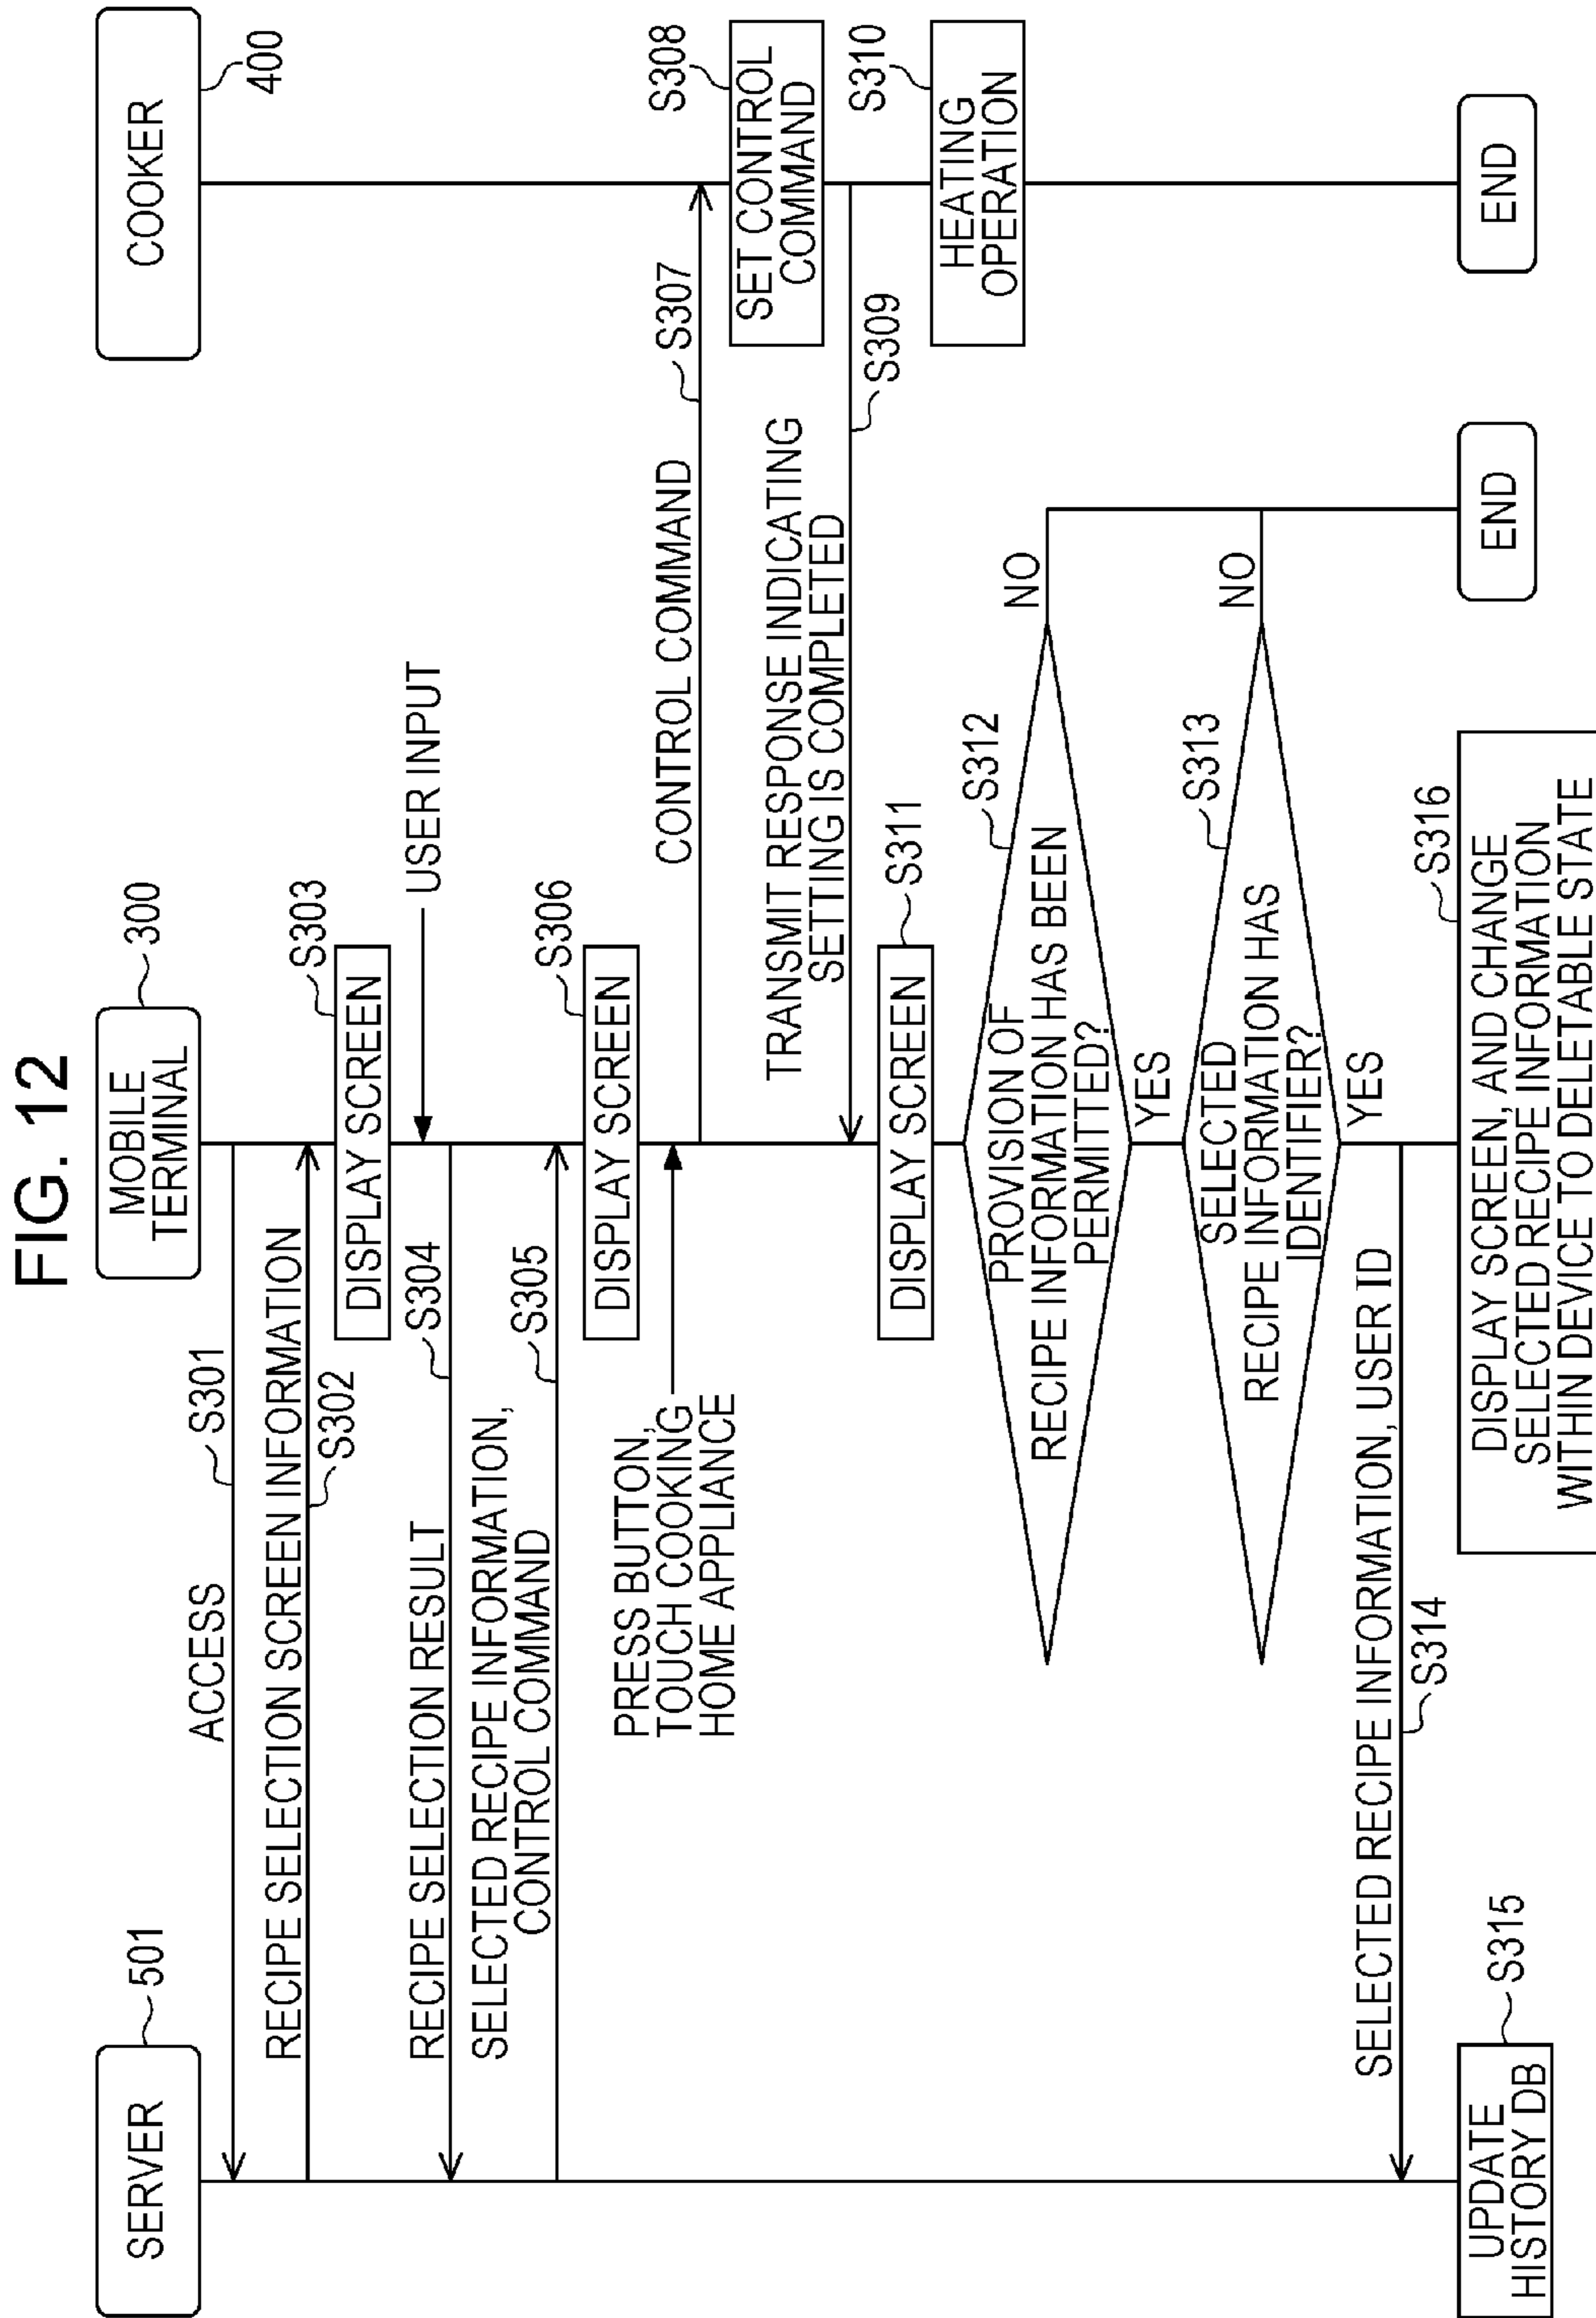 FIG. 12
SERVER
501
MOBILE
TERMINAL
300
COOKER
400
ACCESS
S301
RECIPE SELECTION SCREEN INFORMATION
S302
S303
DISPLAY SCREEN
USER INPUT
RECIPE SELECTION RESULT
S304
SELECTED RECIPE INFORMATION,
CONTROL COMMAND
S305
S306
DISPLAY SCREEN
PRESS BUTTON,
TOUCH COOKING
HOME APPLIANCE
CONTROL COMMAND
S307
S308
SET CONTROL
COMMAND
TRANSMIT RESPONSE INDICATING
SETTING IS COMPLETED
S309
S310
HEATING
OPERATION
S311
DISPLAY SCREEN
S312
PROVISION OF
RECIPE INFORMATION HAS BEEN
PERMITTED?
NO
YES
S313
SELECTED
RECIPE INFORMATION HAS
IDENTIFIER?
NO
YES
SELECTED RECIPE INFORMATION, USER ID
S314
S315
UPDATE
HISTORY DB
S316
DISPLAY SCREEN, AND CHANGE
SELECTED RECIPE INFORMATION
WITHIN DEVICE TO DELETABLE STATE
END
END